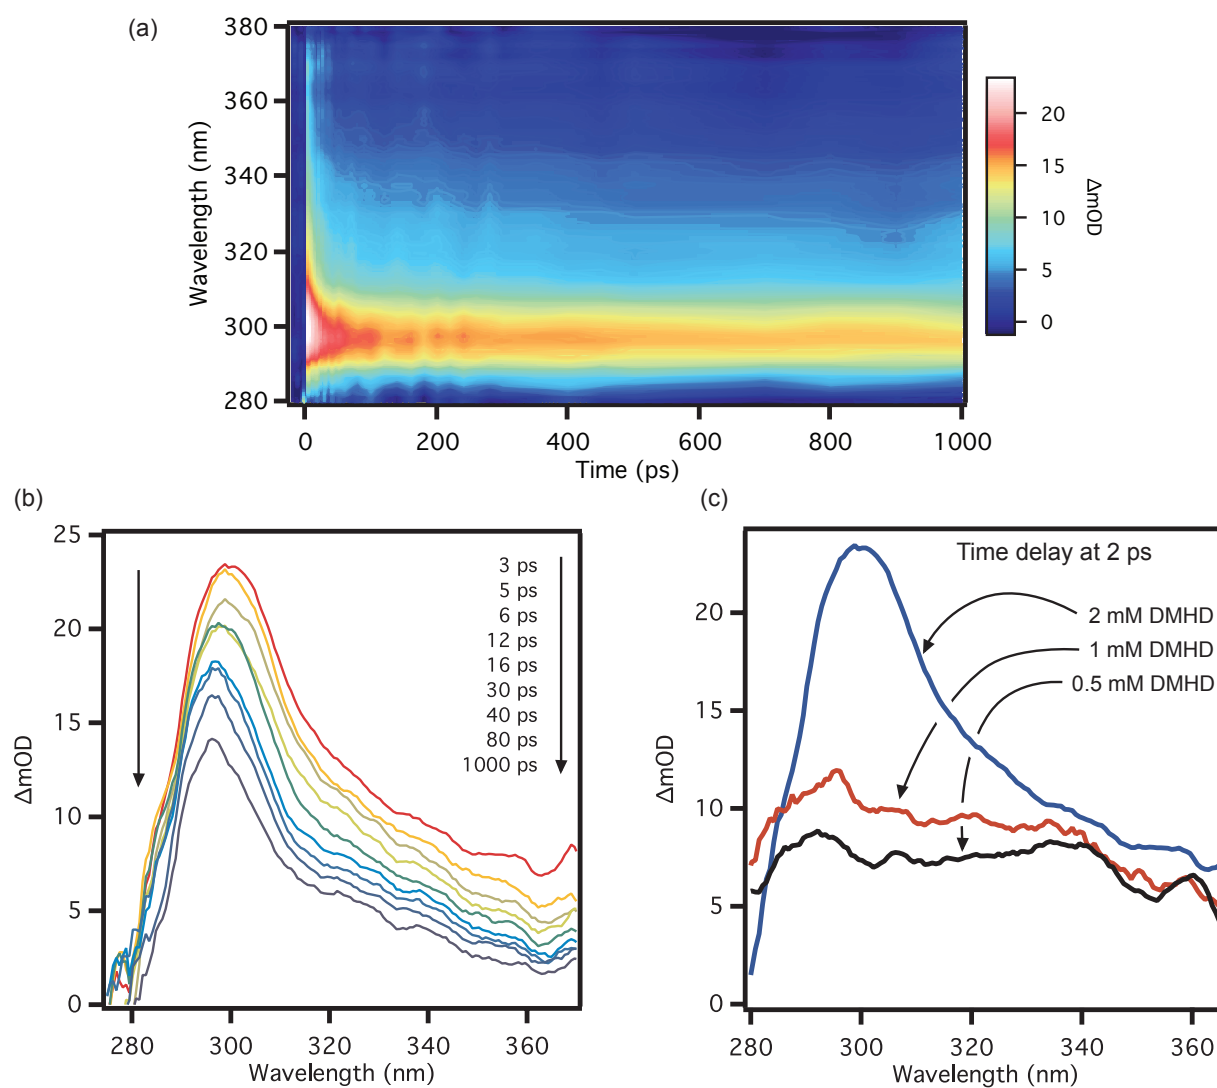 (a)
380
360
340
320
300
280
Wavelength (nm)
0
200
400
600
800
1000
Time (ps)
20
15
10
5
0
ΔmOD
(b)
25
20
15
10
5
0
ΔmOD
3 ps
5 ps
6 ps
12 ps
16 ps
30 ps
40 ps
80 ps
1000 ps
280
300
320
340
360
Wavelength (nm)
(c)
Time delay at 2 ps
2 mM DMHD
1 mM DMHD
0.5 mM DMHD
20
15
10
5
0
ΔmOD
280
300
320
340
360
Wavelength (nm)